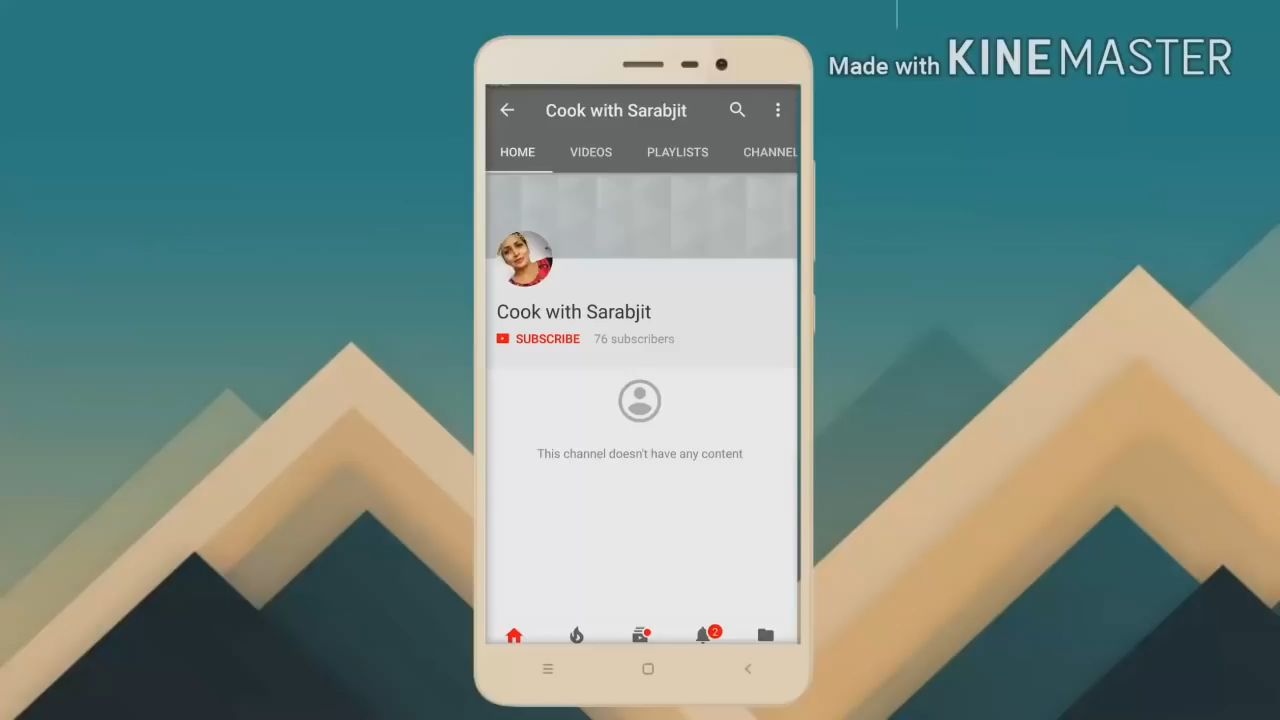 Made with KINEMASTER
Cook with Sarabjit
HOME VIDEOS PLAYLISTS CHANNEL
Cook with Sarabjit
SUBSCRIBE 76 subscribers
This channel doesn't have any content
2